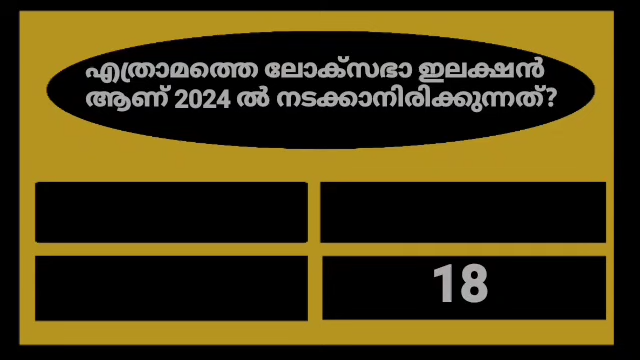 എത്രാമത്തെ ലോക്സഭാ ഇലക്ഷൻ
ആണ് 2024 ൽ നടക്കാനിരിക്കുന്നത്?
18